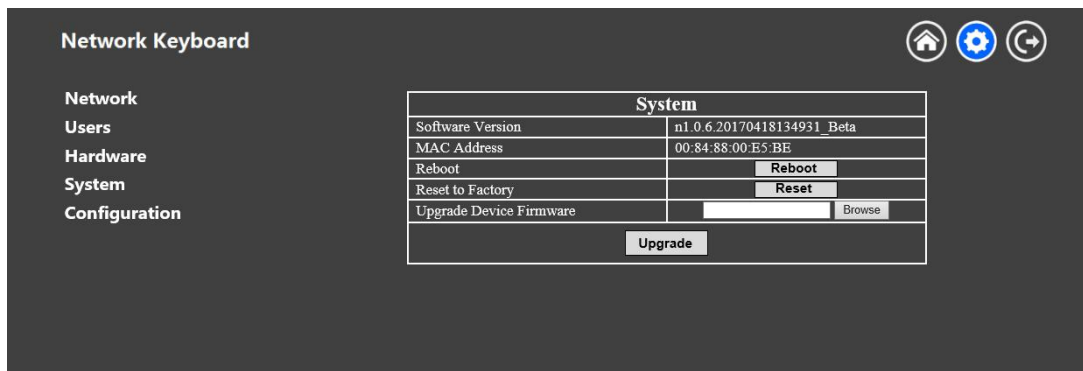 Network Keyboard
Network
Users
Hardware
System
Configuration
System
Software Version n1.0.6.20170418134931_Beta
MAC Address 00:84:88:00:E5:BE
Reboot Reboot
Reset to Factory Reset
Upgrade Device Firmware Browse
Upgrade